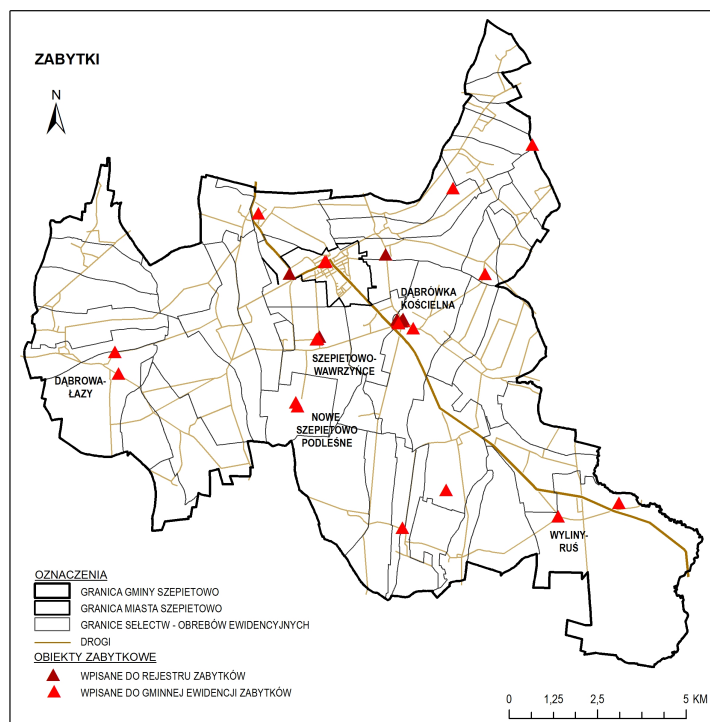 ZABYTKI
N
DĄBRÓWKA
KOŚCIELNA
SZEPIETOWO-
WAWRZYŃCE
DĄBROWA-
ŁAZY
NOWE
SZEPIETOWO
PODLEŚNE
WYLINY-
RUŚ
OZNACZENIA
GRANICA GMINY SZEPIETOWO
GRANICA MIASTA SZEPIETOWO
GRANICE SEŁECTW - OBRĘBÓW EWIDENCYJNYCH
DROGI
OBIEKTY ZABYTKOWE
WPISANE DO REJESTRU ZABYTKÓW
WPISANE DO GMINNEJ EWIDENCJI ZABYTKÓW
0 1,25 2,5 5 KM